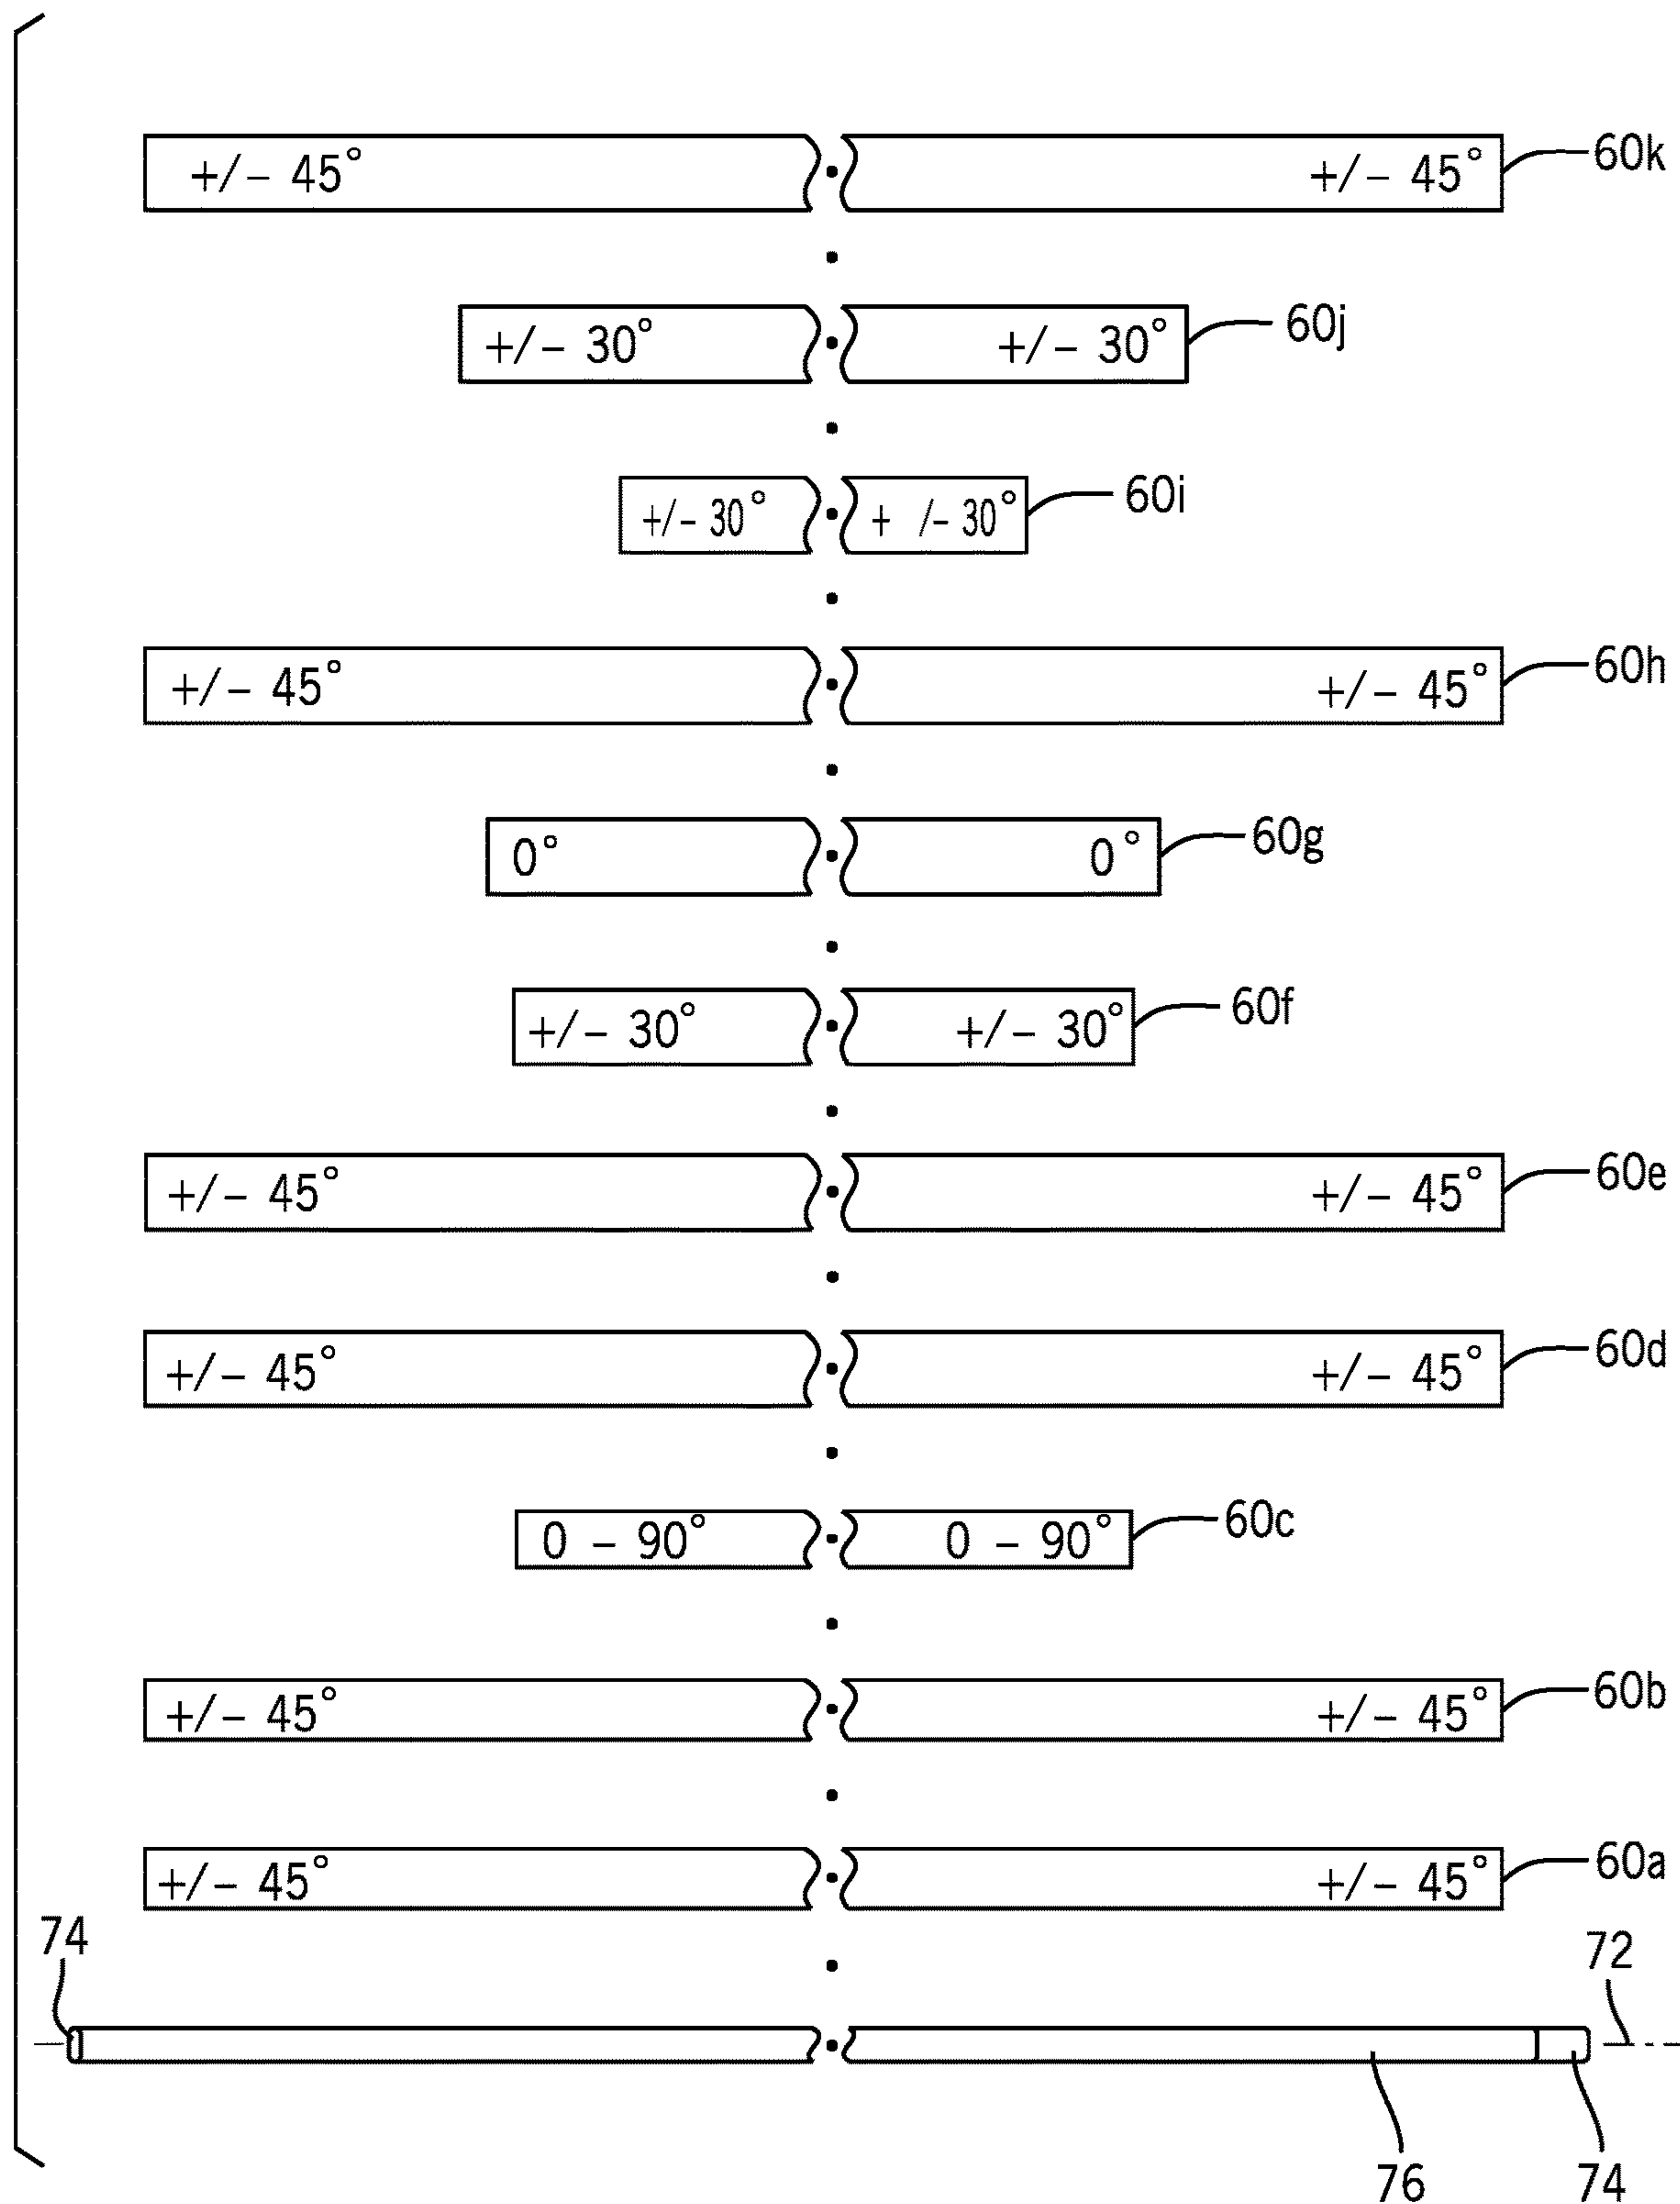 +/– 45° +/– 45° 60k
+/– 30° +/– 30° 60j
+/– 30° + /– 30° 60i
+/– 45° +/– 45° 60h
0° 0° 60g
+/– 30° +/– 30° 60f
+/– 45° +/– 45° 60e
+/– 45° +/– 45° 60d
0 – 90° 0 – 90° 60c
+/– 45° +/– 45° 60b
+/– 45° +/– 45° 60a
74 72
76 74